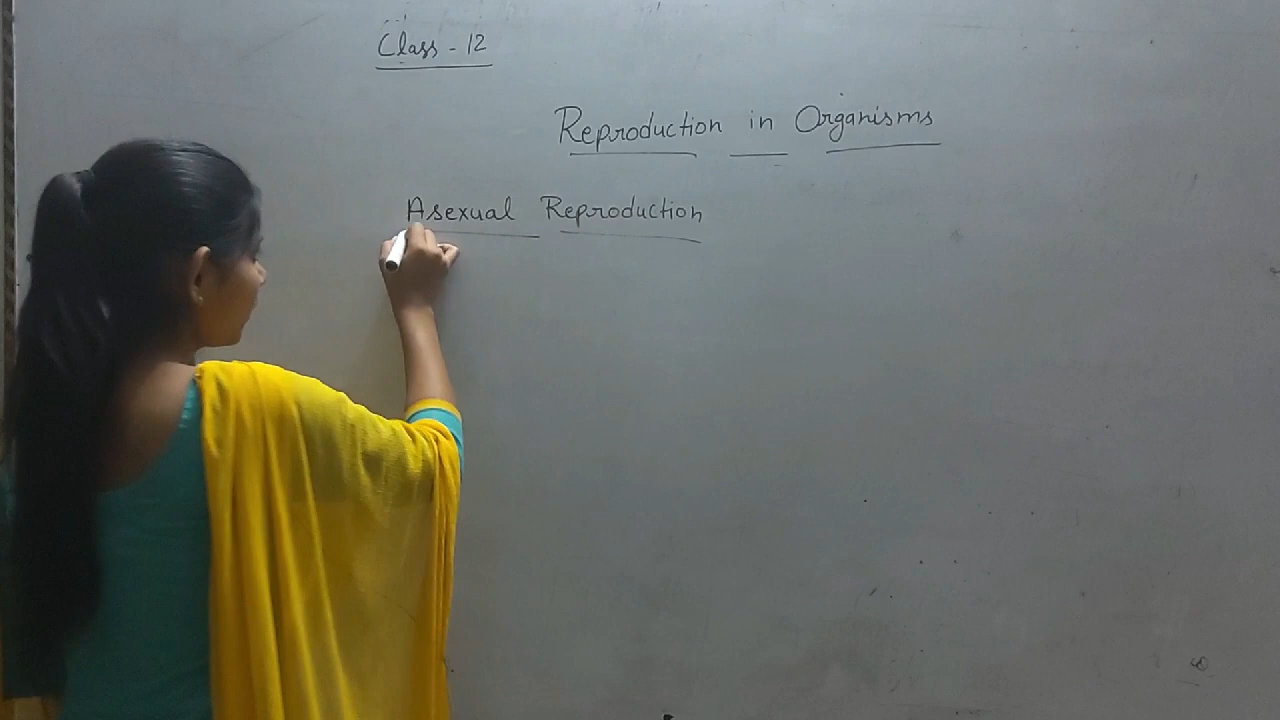 Class - 12
Reproduction in Organisms
Asexual Reproduction